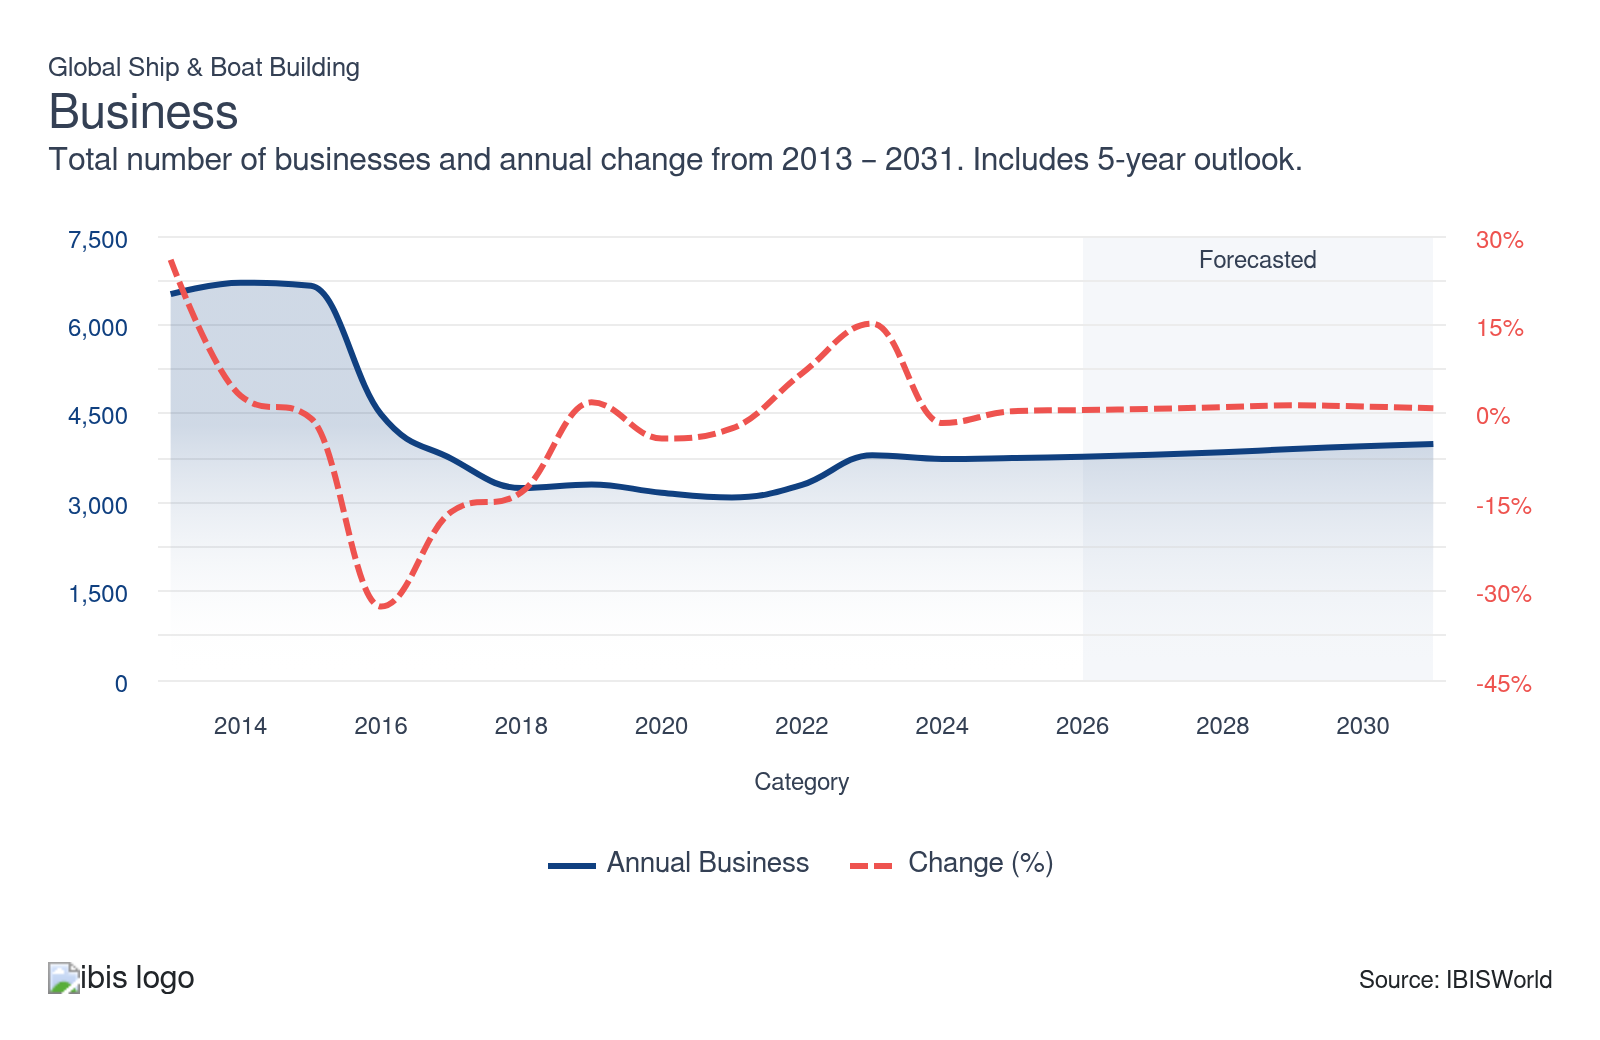 Global Ship & Boat Building
Business
Total number of businesses and annual change from 2013 – 2031. Includes 5-year outlook.
7,500
30%
Forecasted
6,000
15%
4,500
0%
3,000
-15%
1,500
-30%
0
-45%
2014 2016 2018 2020 2022 2024 2026 2028 2030
Category
Annual Business Change (%)
ibis logo
Source: IBISWorld